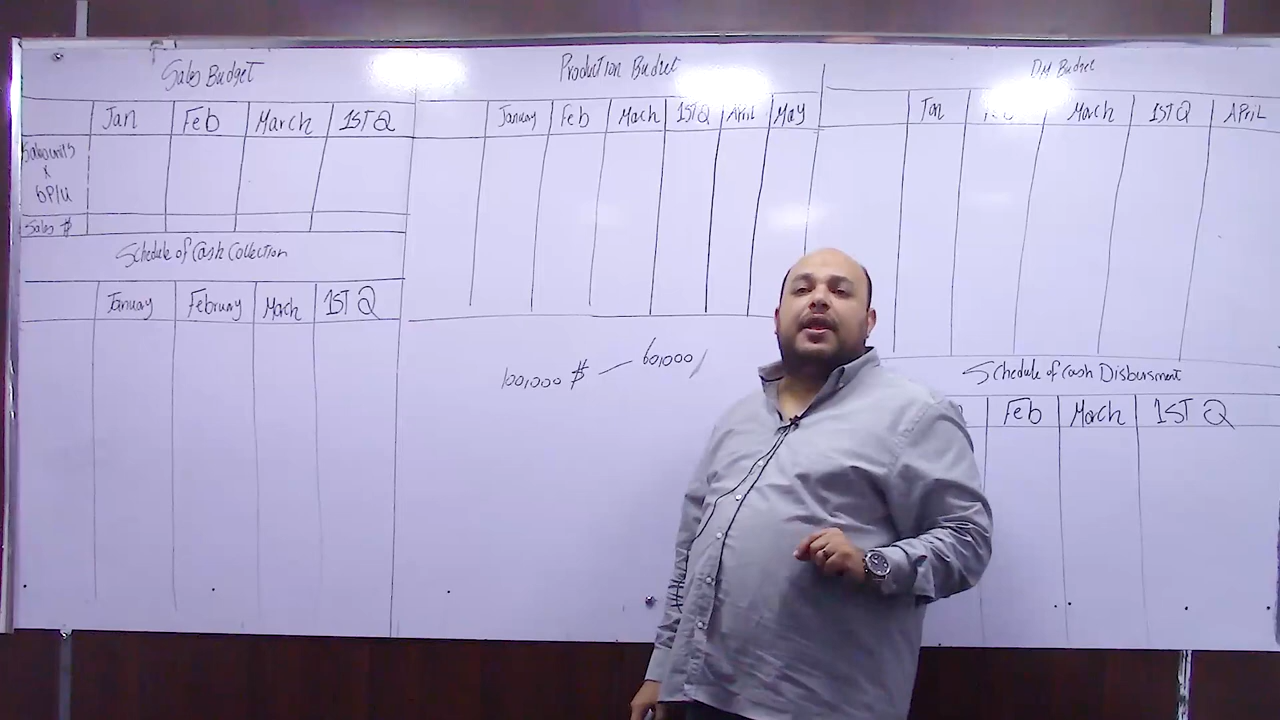 Sales Budget
Jan Feb March 1ST Q
Sales units
x
SP/u
Sales $
Schedule of Cash Collection
January February March 1ST Q
Production Budget
January Feb March 1ST Q April May
100,000 $ — 60,000
DM Budget
Jan March 1ST Q April
Schedule of Cash Disbursment
Feb March 1ST Q